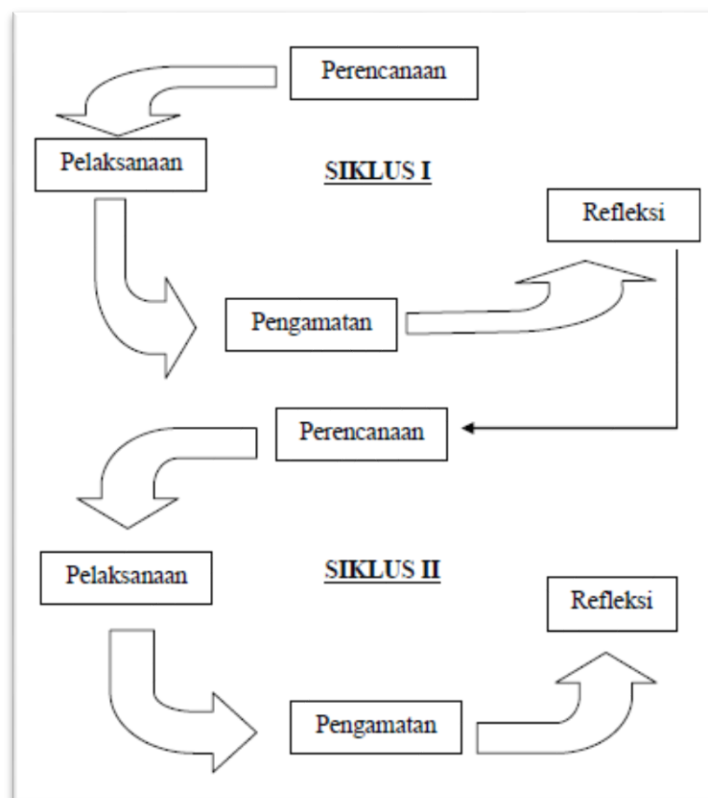 Perencanaan
Pelaksanaan
SIKLUS I
Refleksi
Pengamatan
Perencanaan
Pelaksanaan
SIKLUS II
Refleksi
Pengamatan